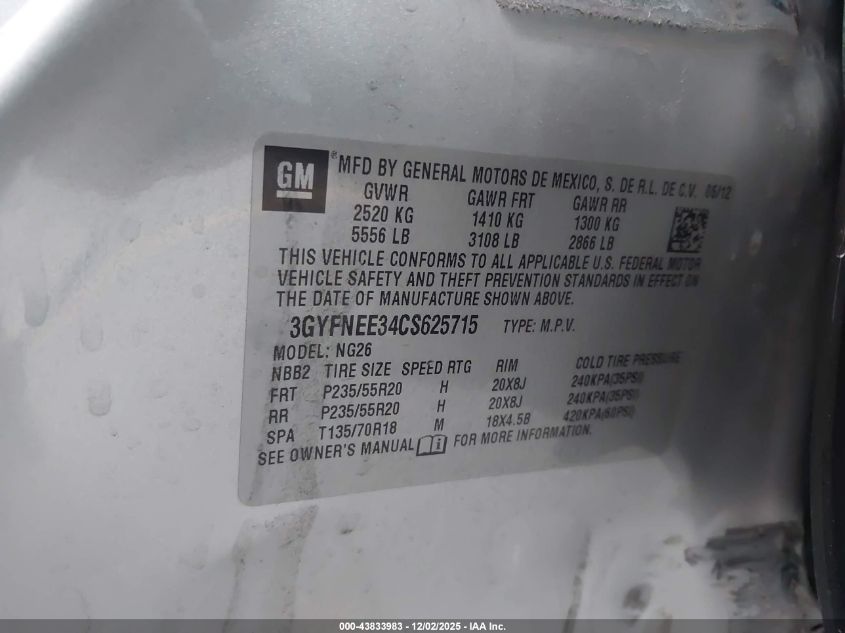 GM ® MFD BY GENERAL MOTORS DE MEXICO, S. DE R.L. DE C.V. 05/12
GVWR GAWR FRT GAWR RR
2520 KG 1410 KG 1300 KG
5556 LB 3108 LB 2866 LB
THIS VEHICLE CONFORMS TO ALL APPLICABLE U.S. FEDERAL MOTOR
VEHICLE SAFETY AND THEFT PREVENTION STANDARDS IN EFFECT ON
THE DATE OF MANUFACTURE SHOWN ABOVE.
3GYFNEE34CS625715 TYPE: M.P.V.
MODEL: NG26
NBB2 TIRE SIZE SPEED RTG RIM COLD TIRE PRESSURE
FRT P235/55R20 H 20X8J 240KPA(35PSI)
RR P235/55R20 H 20X8J 240KPA(35PSI)
SPA T135/70R18 M 18X4.5B 420KPA(60PSI)
SEE OWNER'S MANUAL FOR MORE INFORMATION.
000-43833983 - 12/02/2025 - IAA Inc.